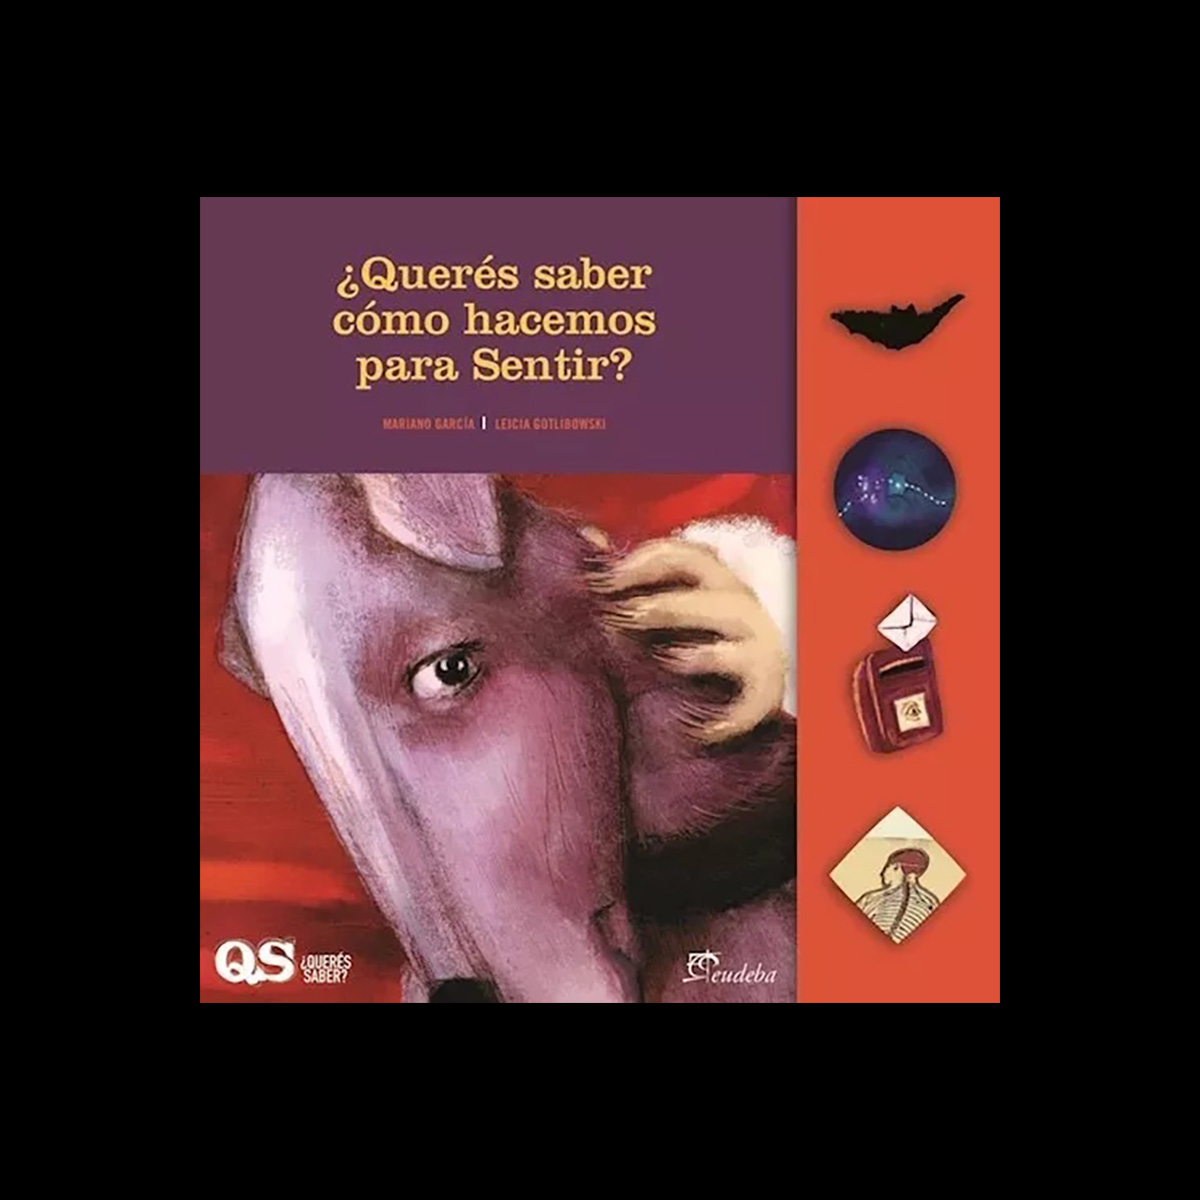 ¿Querés saber
cómo hacemos
para Sentir?
MARIANO GARCÍA | LEICIA GOTLIBOWSKI
QS ¿QUERÉS
SABER?
eudeba